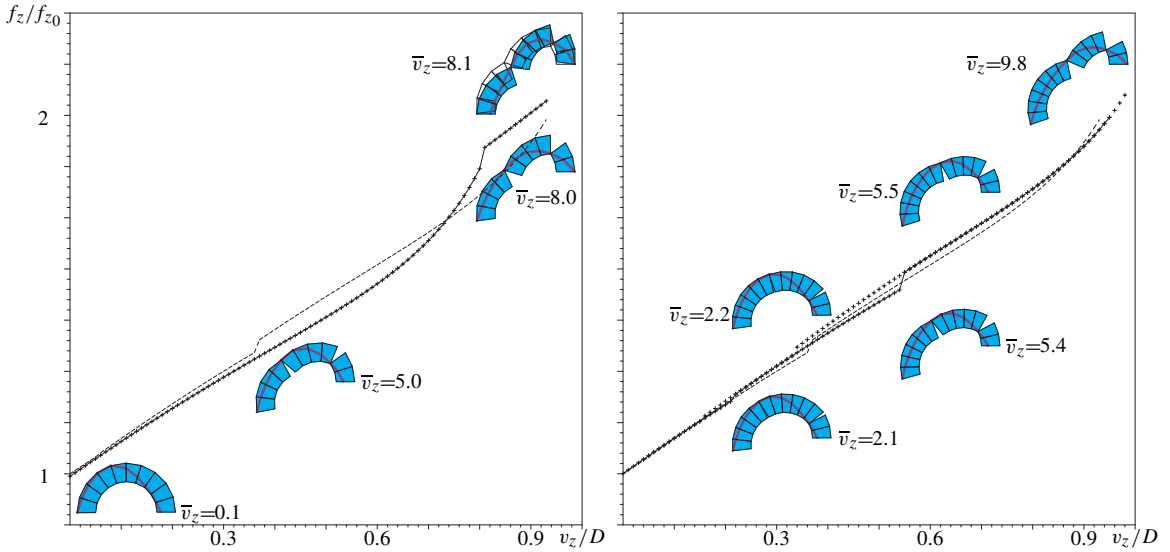 f_z/f_{z_0}
2
1
0.3
0.6
0.9
v_z/D
v̅_z=8.1
v̅_z=8.0
v̅_z=5.0
v̅_z=0.1
0.3
0.6
0.9
v_z/D
v̅_z=9.8
v̅_z=5.5
v̅_z=2.2
v̅_z=5.4
v̅_z=2.1